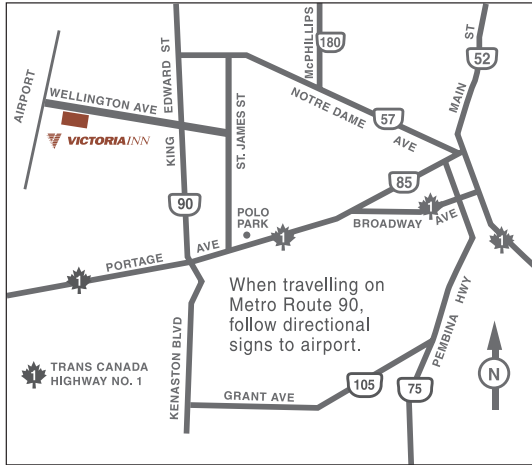 AIRPORT
WELLINGTON AVE
VICTORIA INN
KING EDWARD ST
ST. JAMES ST
McPHILLIPS
180
NOTRE DAME AVE
57
MAIN ST
52
90
85
POLO
PARK
1
BROADWAY AVE
1
1
PORTAGE AVE
1
When travelling on
Metro Route 90,
follow directional
signs to airport.
KENASTON BLVD
PEMBINA HWY
1
TRANS CANADA
HIGHWAY NO. 1
GRANT AVE
105
75
N